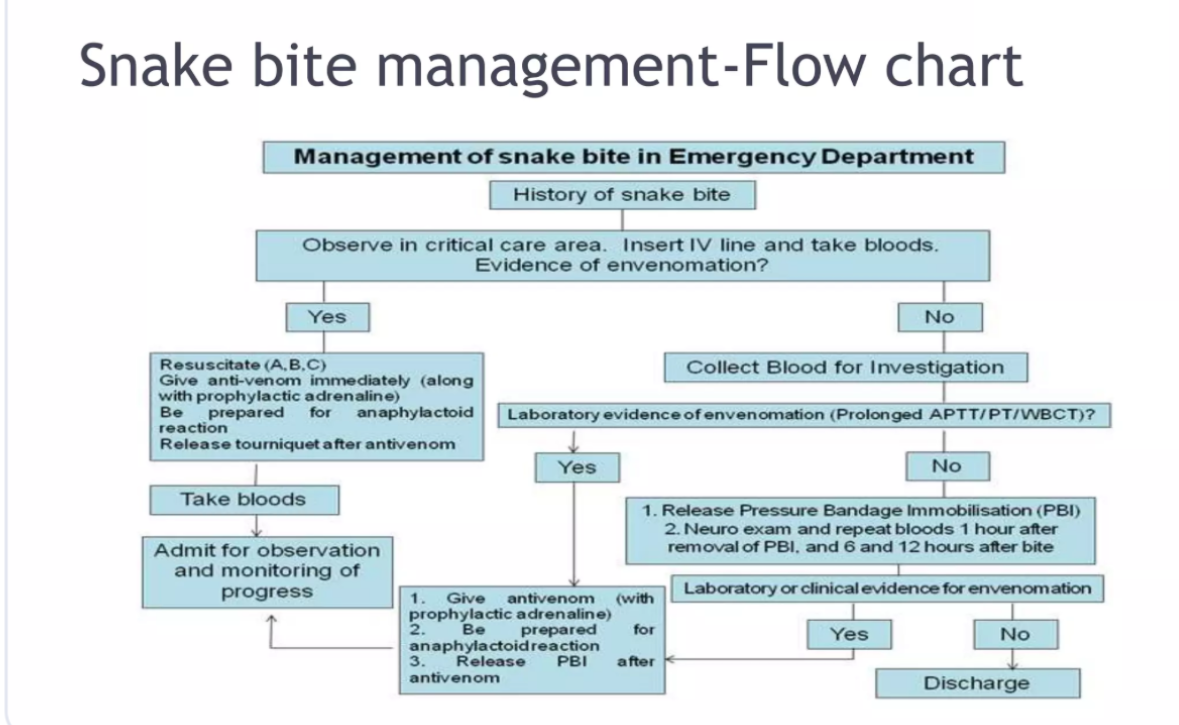 Snake bite management-Flow chart
Management of snake bite in Emergency Department
History of snake bite
Observe in critical care area. Insert IV line and take bloods.
Evidence of envenomation?
Yes
No
Resuscitate (A,B,C)
Give anti-venom immediately (along
with prophylactic adrenaline)
Be prepared for anaphylactoid
reaction
Release tourniquet after antivenom
Collect Blood for Investigation
Laboratory evidence of envenomation (Prolonged APTT/PT/WBCT)?
Yes
No
Take bloods
1. Release Pressure Bandage Immobilisation (PBI)
2. Neuro exam and repeat bloods 1 hour after
removal of PBI, and 6 and 12 hours after bite
Admit for observation
and monitoring of
progress
Laboratory or clinical evidence for envenomation
1. Give antivenom (with
prophylactic adrenaline)
2. Be prepared for
anaphylactoid reaction
3. Release PBI after
antivenom
Yes
No
Discharge